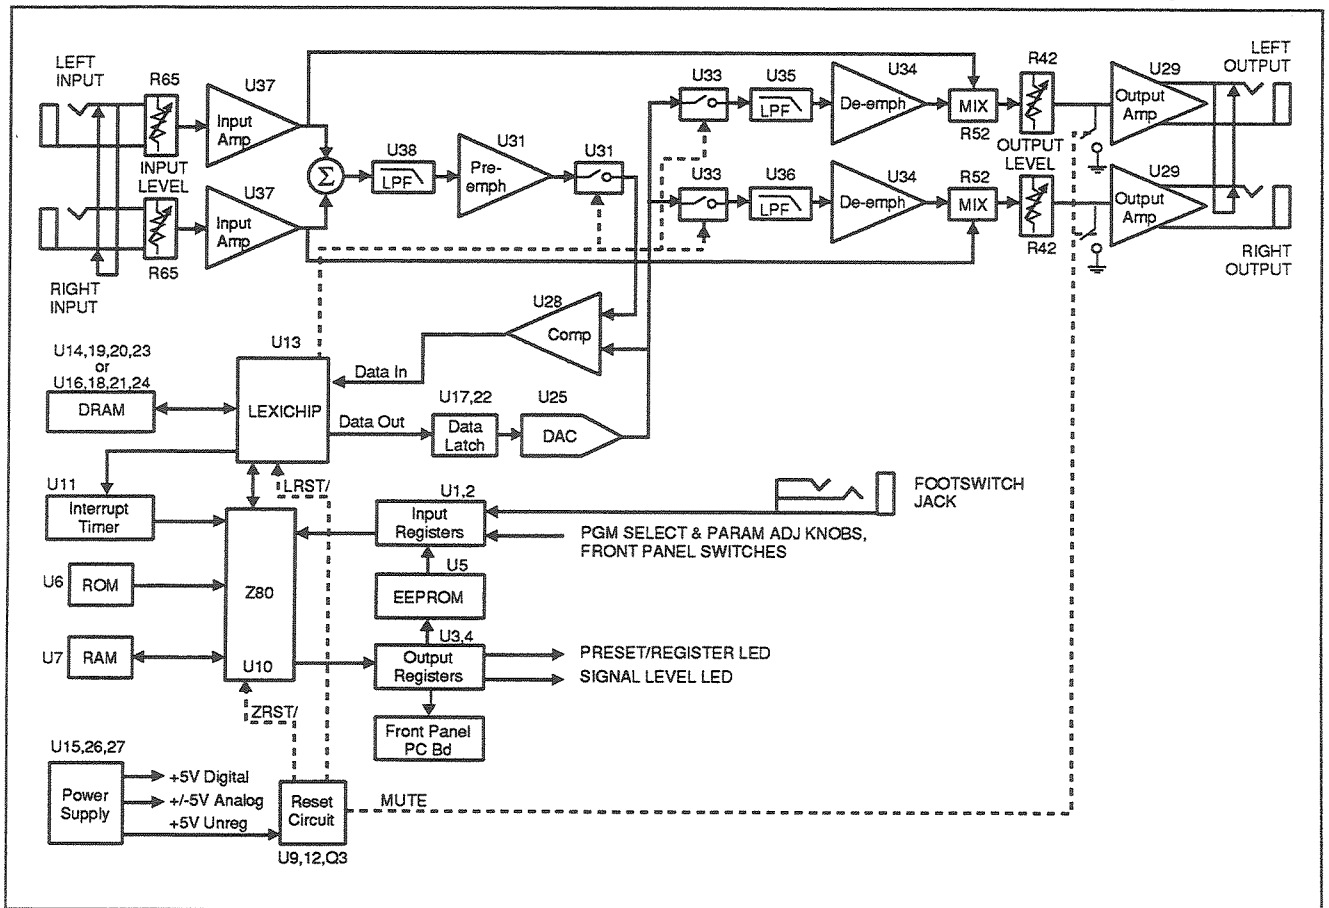 LEFT
INPUT
R65
U37
Input
Amp
INPUT
LEVEL
U37
Input
Amp
R65
RIGHT
INPUT
Σ
U38
LPF
U31
Pre-
emph
U31
U33
U35
LPF
U34
De-emph
MIX
R52
R42
OUTPUT
LEVEL
U29
Output
Amp
LEFT
OUTPUT
U33
U36
LPF
U34
De-emph
R52
MIX
R42
U29
Output
Amp
RIGHT
OUTPUT
U28
Comp
U13
LEXICHIP
Data In
Data Out
U14,19,20,23
or
U16,18,21,24
DRAM
U17,22
Data
Latch
U25
DAC
U11
Interrupt
Timer
LRST/
U1,2
Input
Registers
FOOTSWITCH
JACK
PGM SELECT & PARAM ADJ KNOBS,
FRONT PANEL SWITCHES
U6
ROM
Z80
U10
U5
EEPROM
U7
RAM
U3,4
Output
Registers
PRESET/REGISTER LED
SIGNAL LEVEL LED
ZRST/
Front Panel
PC Bd
U15,26,27
Power
Supply
+5V Digital
+/-5V Analog
+5V Unreg
Reset
Circuit
U9,12,Q3
MUTE